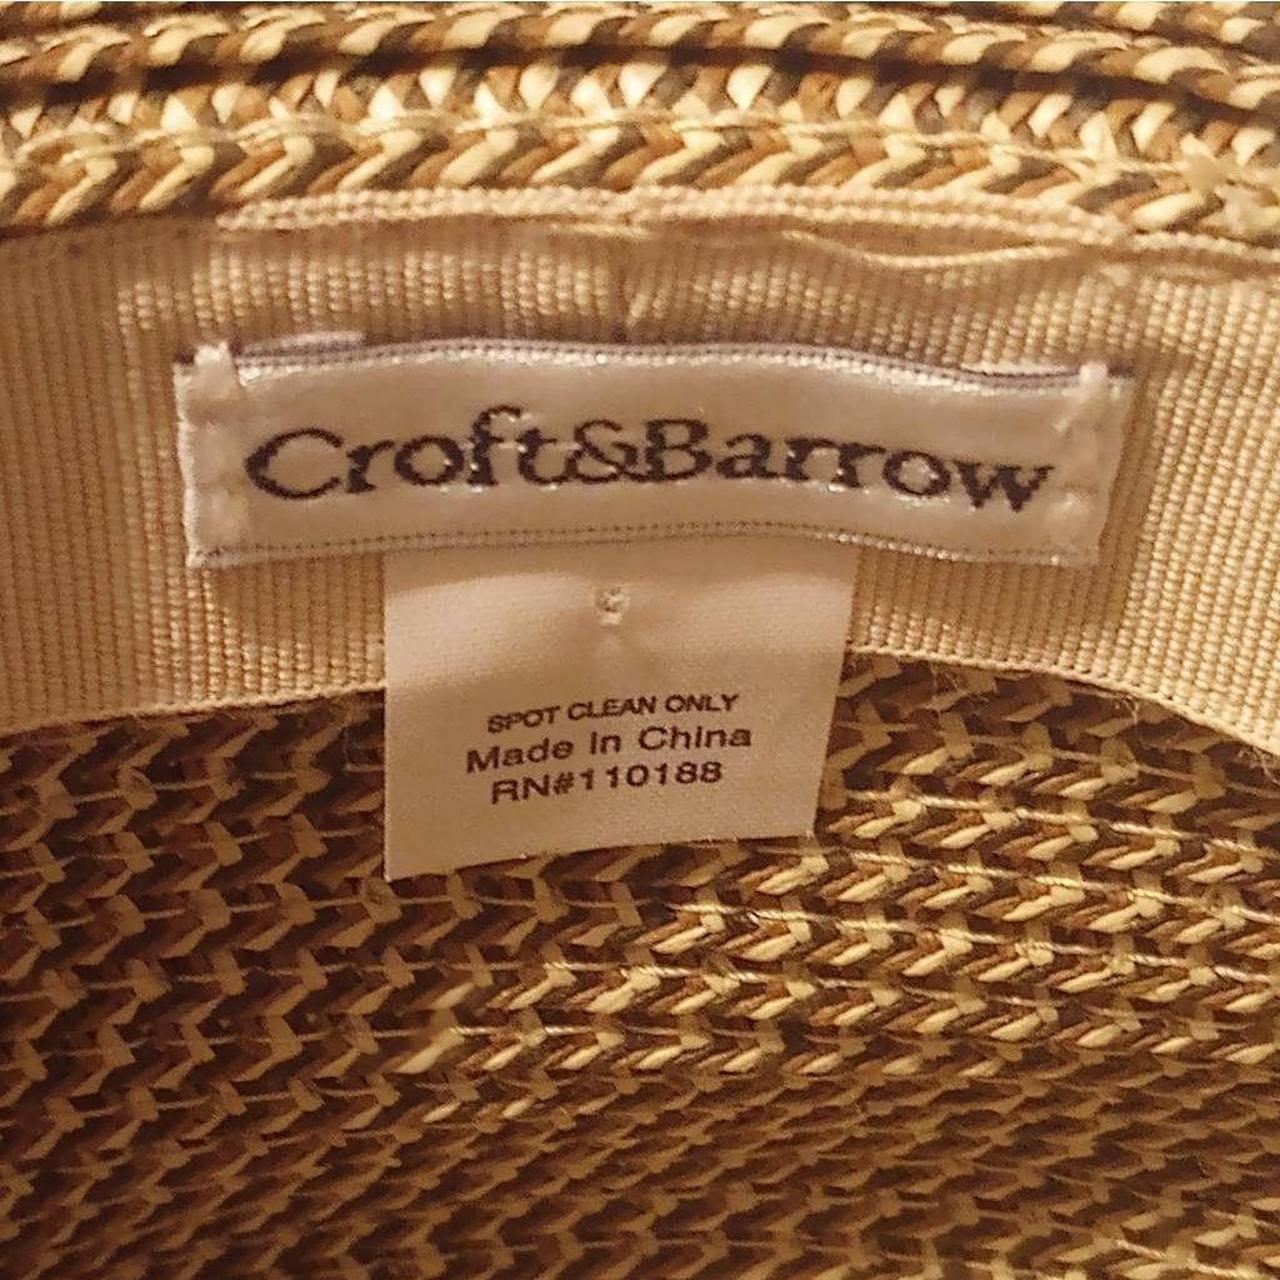 Croft&Barrow
SPOT CLEAN ONLY
Made in China
RN#110188